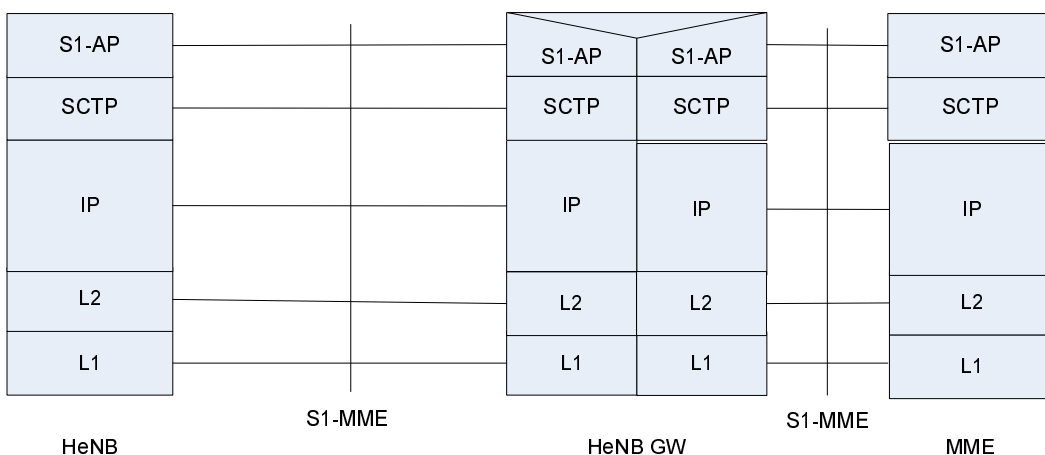 S1-AP
S1-AP S1-AP
S1-AP
SCTP
SCTP SCTP
SCTP
IP
IP IP
IP
L2
L2 L2
L2
L1
L1 L1
L1
S1-MME
S1-MME
HeNB
HeNB GW
MME